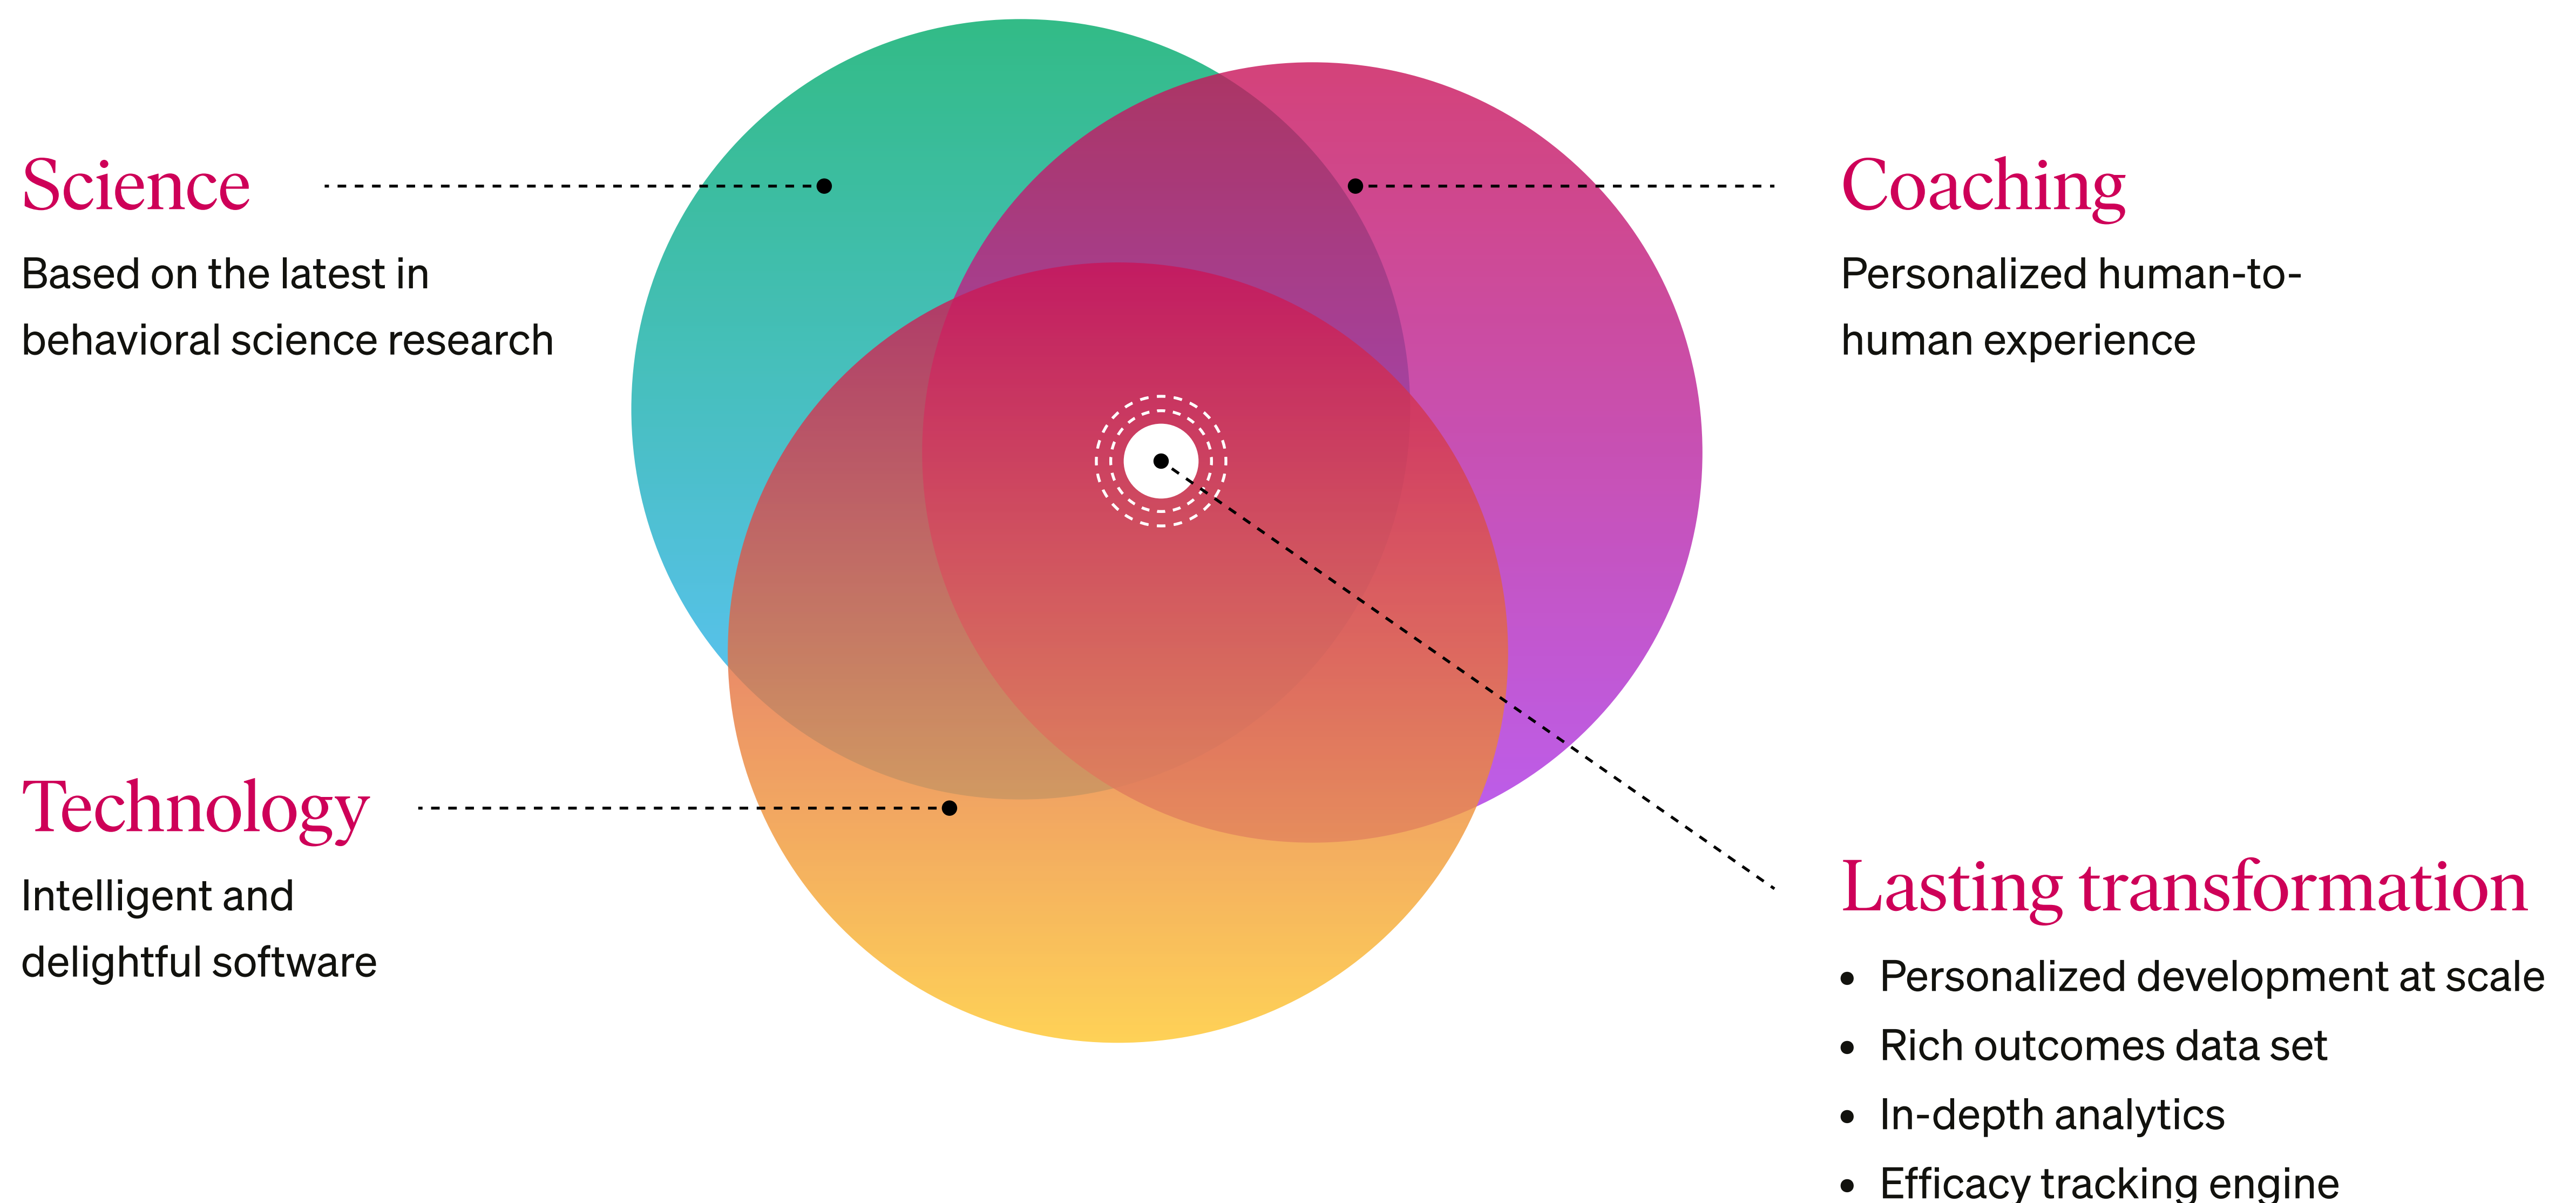 Science
Based on the latest in
behavioral science research
Coaching
Personalized human-to-
human experience
Technology
Intelligent and
delightful software
Lasting transformation
• Personalized development at scale
• Rich outcomes data set
• In-depth analytics
• Efficacy tracking engine